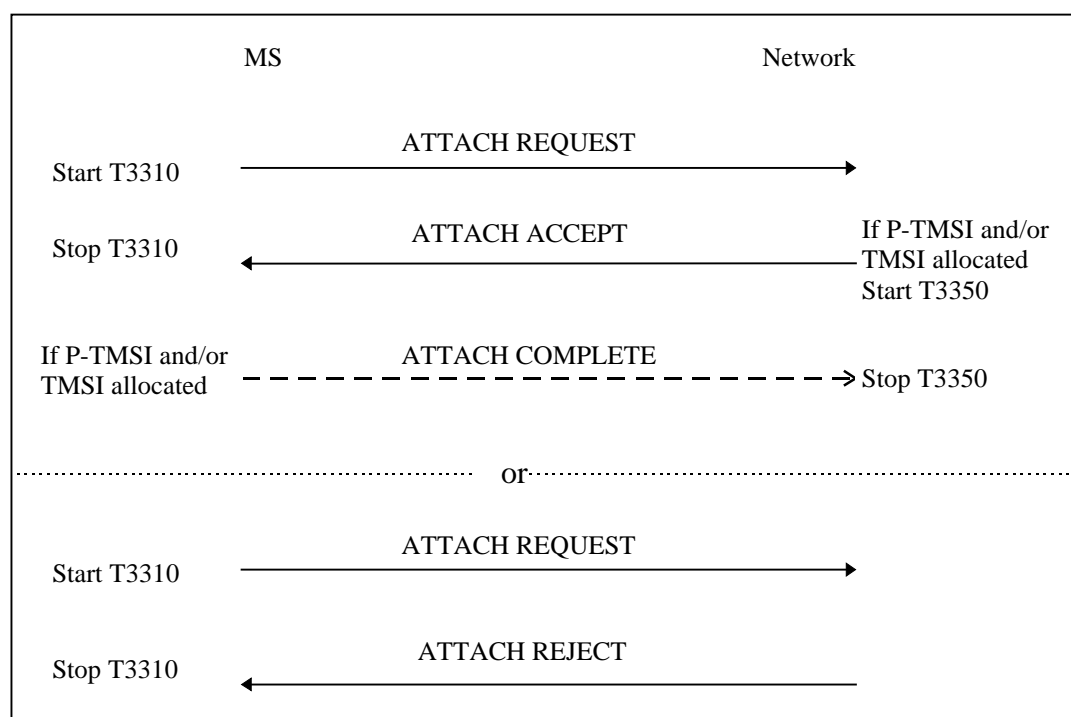 MS
Network
ATTACH REQUEST
Start T3310
ATTACH ACCEPT
Stop T3310
If P-TMSI and/or
TMSI allocated
Start T3350
If P-TMSI and/or
TMSI allocated
ATTACH COMPLETE
Stop T3350
or
ATTACH REQUEST
Start T3310
ATTACH REJECT
Stop T3310